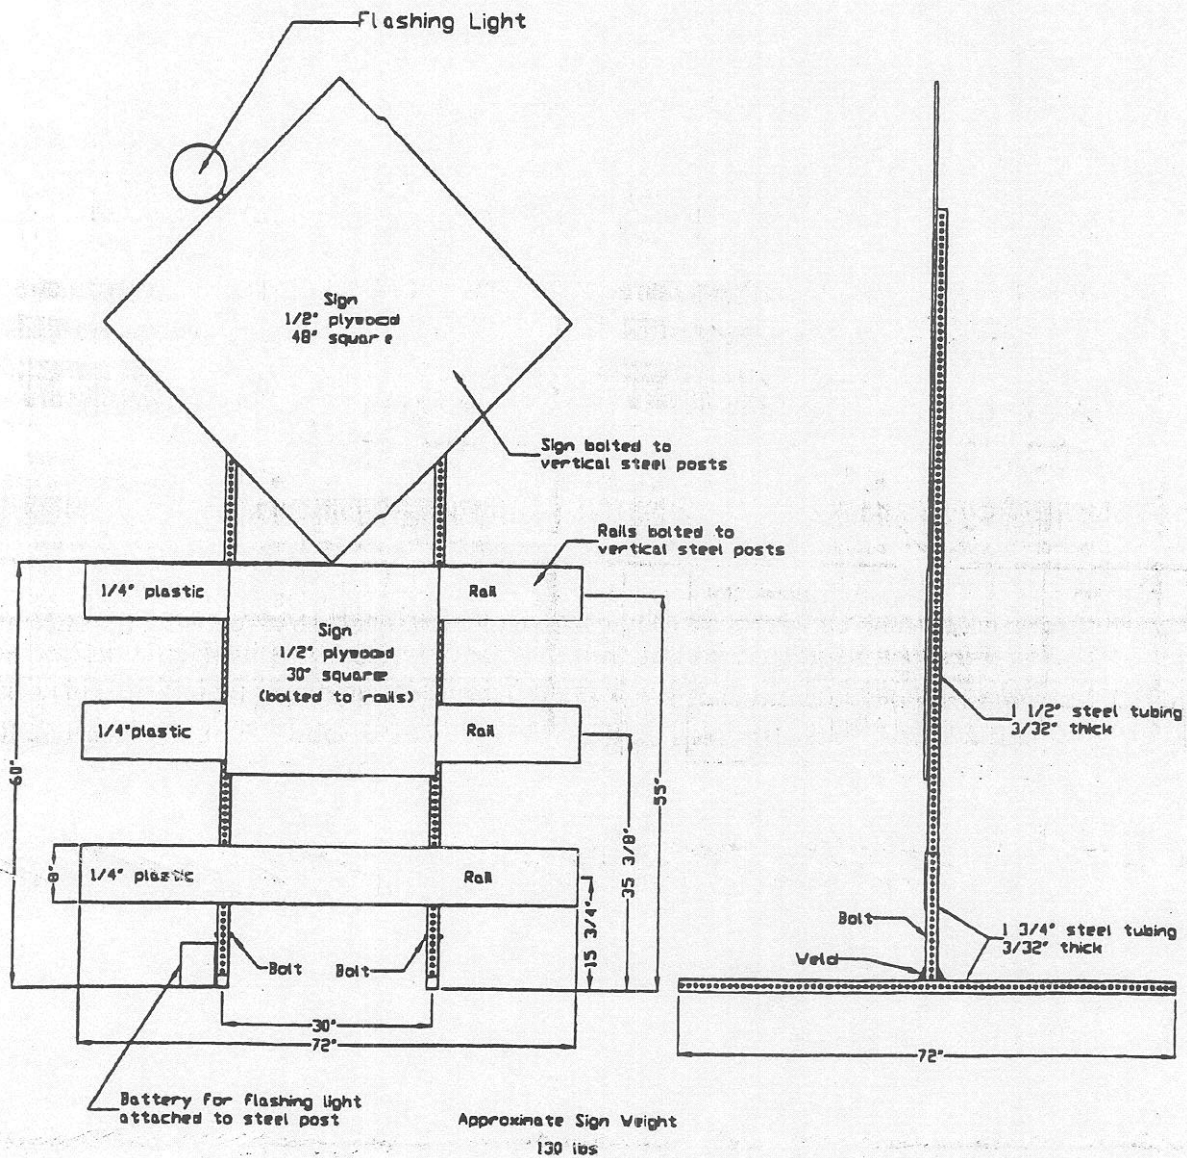 Flashing Light
Sign
1/2" plywood
48" square
Sign bolted to
vertical steel posts
Rails bolted to
vertical steel posts
1/4" plastic
Rail
Sign
1/2" plywood
30" square
(bolted to rails)
1/4"plastic
Rail
1 1/2" steel tubing
3/32" thick
60"
55"
35 3/8"
8"
1/4" plastic
Rail
15 3/4"
Bolt
Bolt
Bolt
Weld
1 3/4" steel tubing
3/32" thick
30"
72"
72"
Battery for flashing light
attached to steel post
Approximate Sign Weight
130 lbs